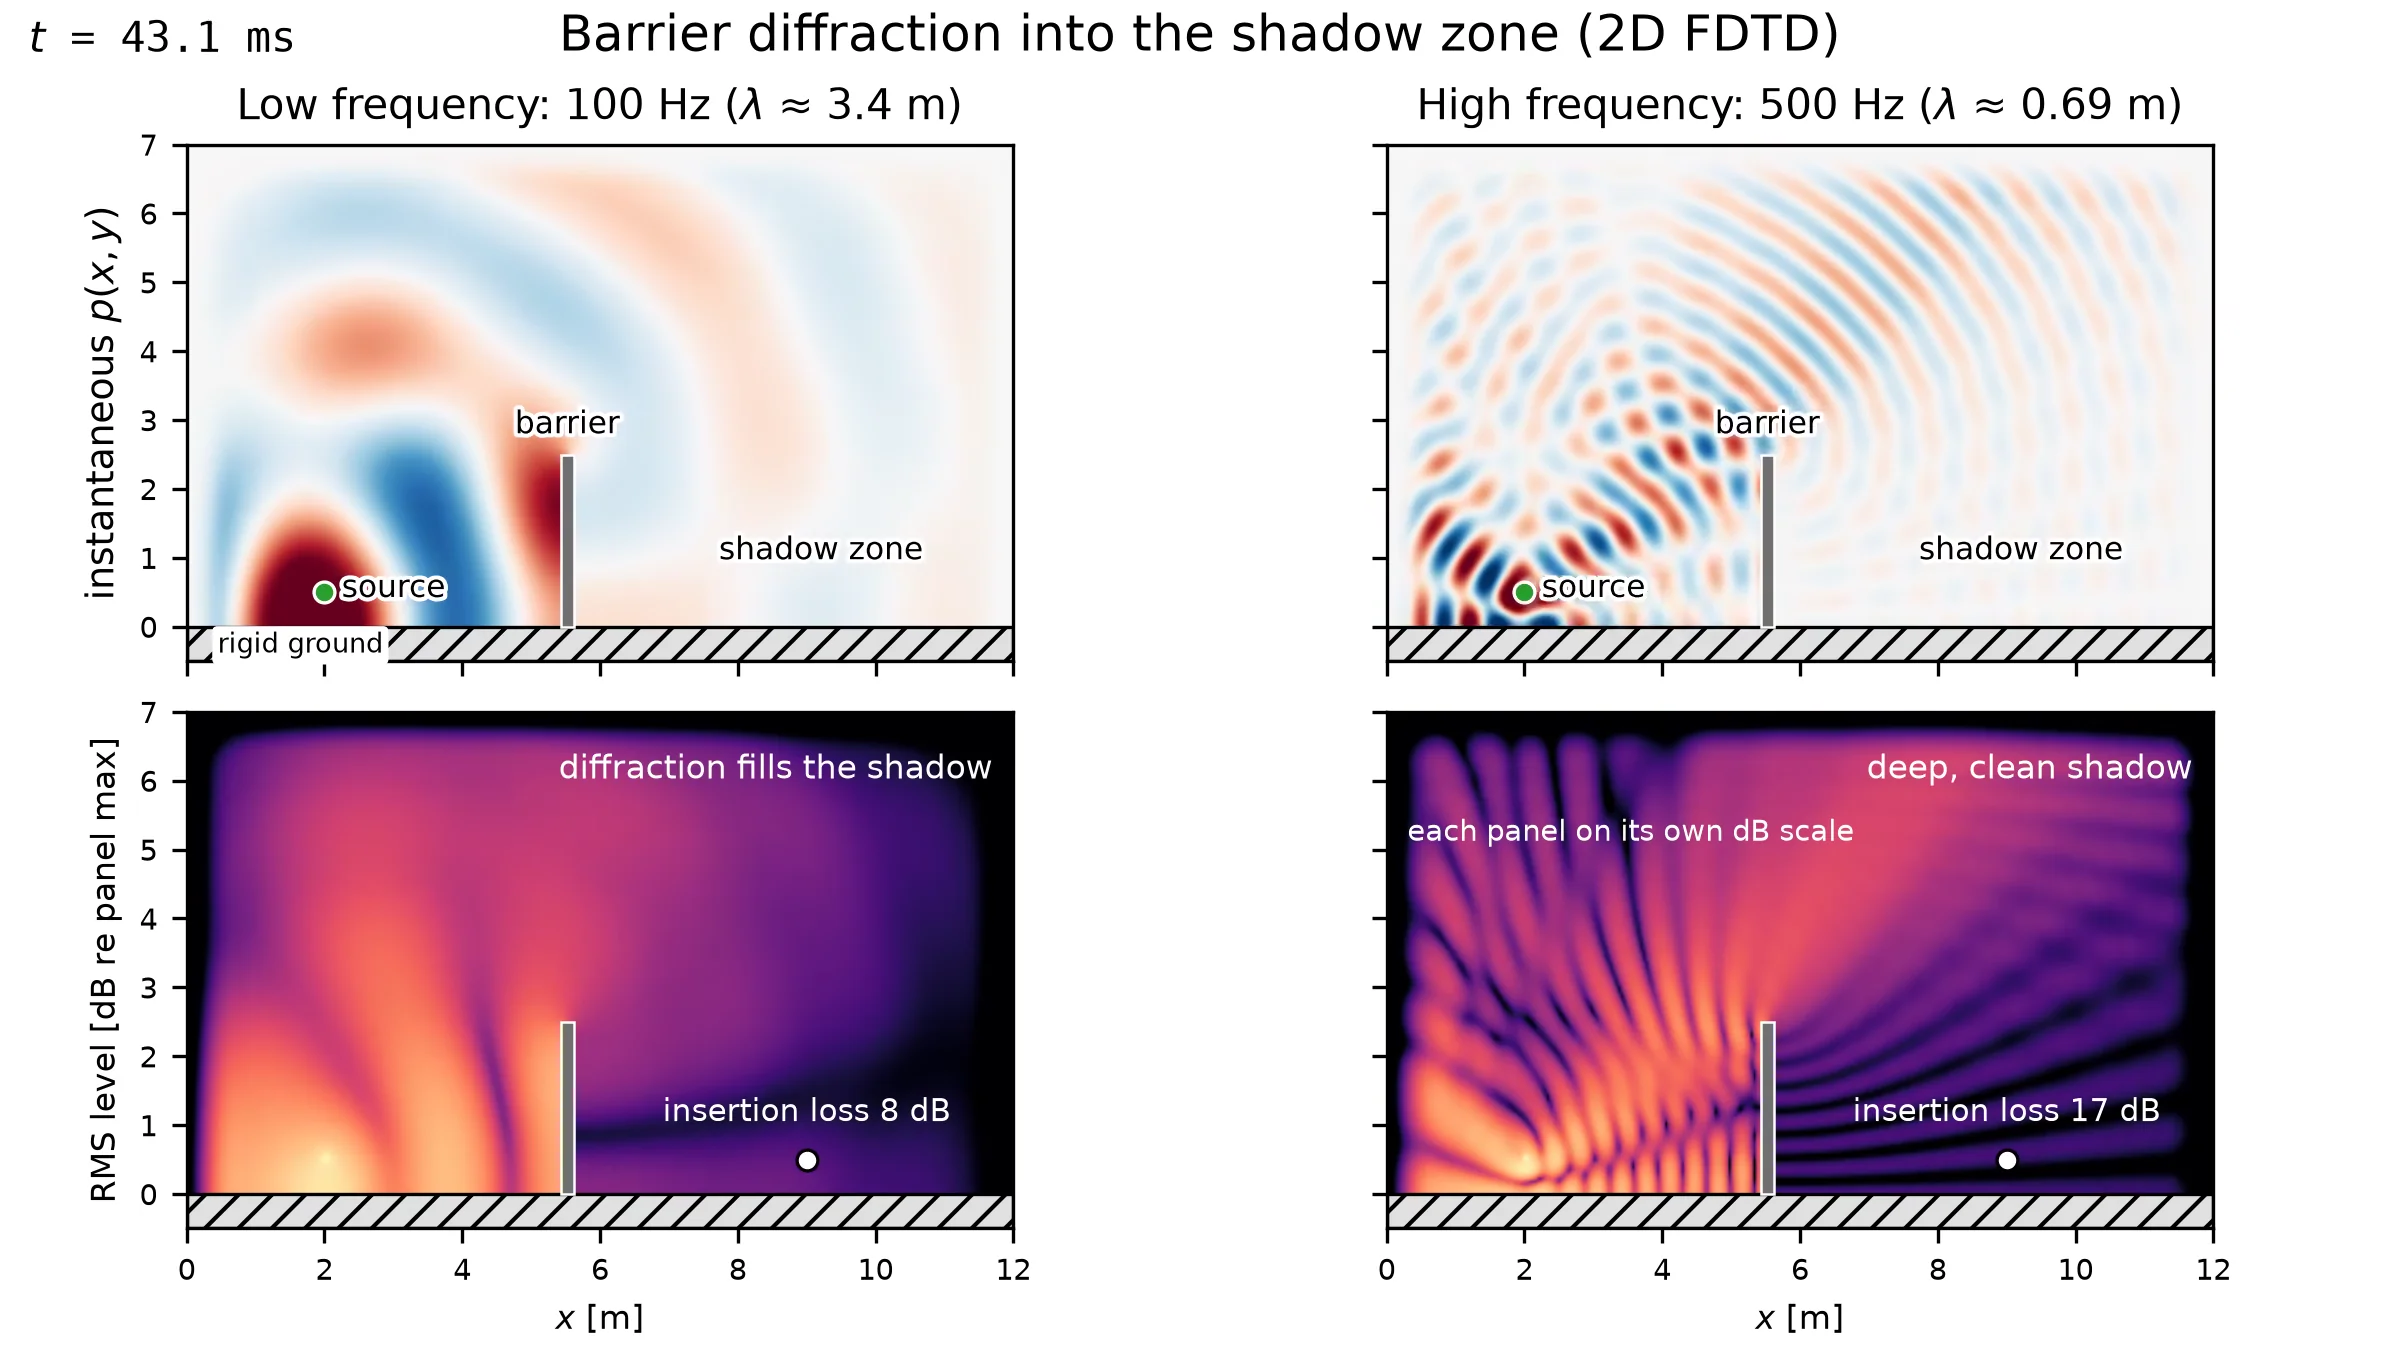 t = 43.1 ms
Barrier diffraction into the shadow zone (2D FDTD)
Low frequency: 100 Hz (λ ≈ 3.4 m)
High frequency: 500 Hz (λ ≈ 0.69 m)
instantaneous p(x, y)
7
6
5
4
3
2
1
0
barrier
shadow zone
source
rigid ground
barrier
shadow zone
source
RMS level [dB re panel max]
7
6
5
4
3
2
1
0
diffraction fills the shadow
insertion loss 8 dB
0 2 4 6 8 10 12
x [m]
deep, clean shadow
each panel on its own dB scale
insertion loss 17 dB
0 2 4 6 8 10 12
x [m]